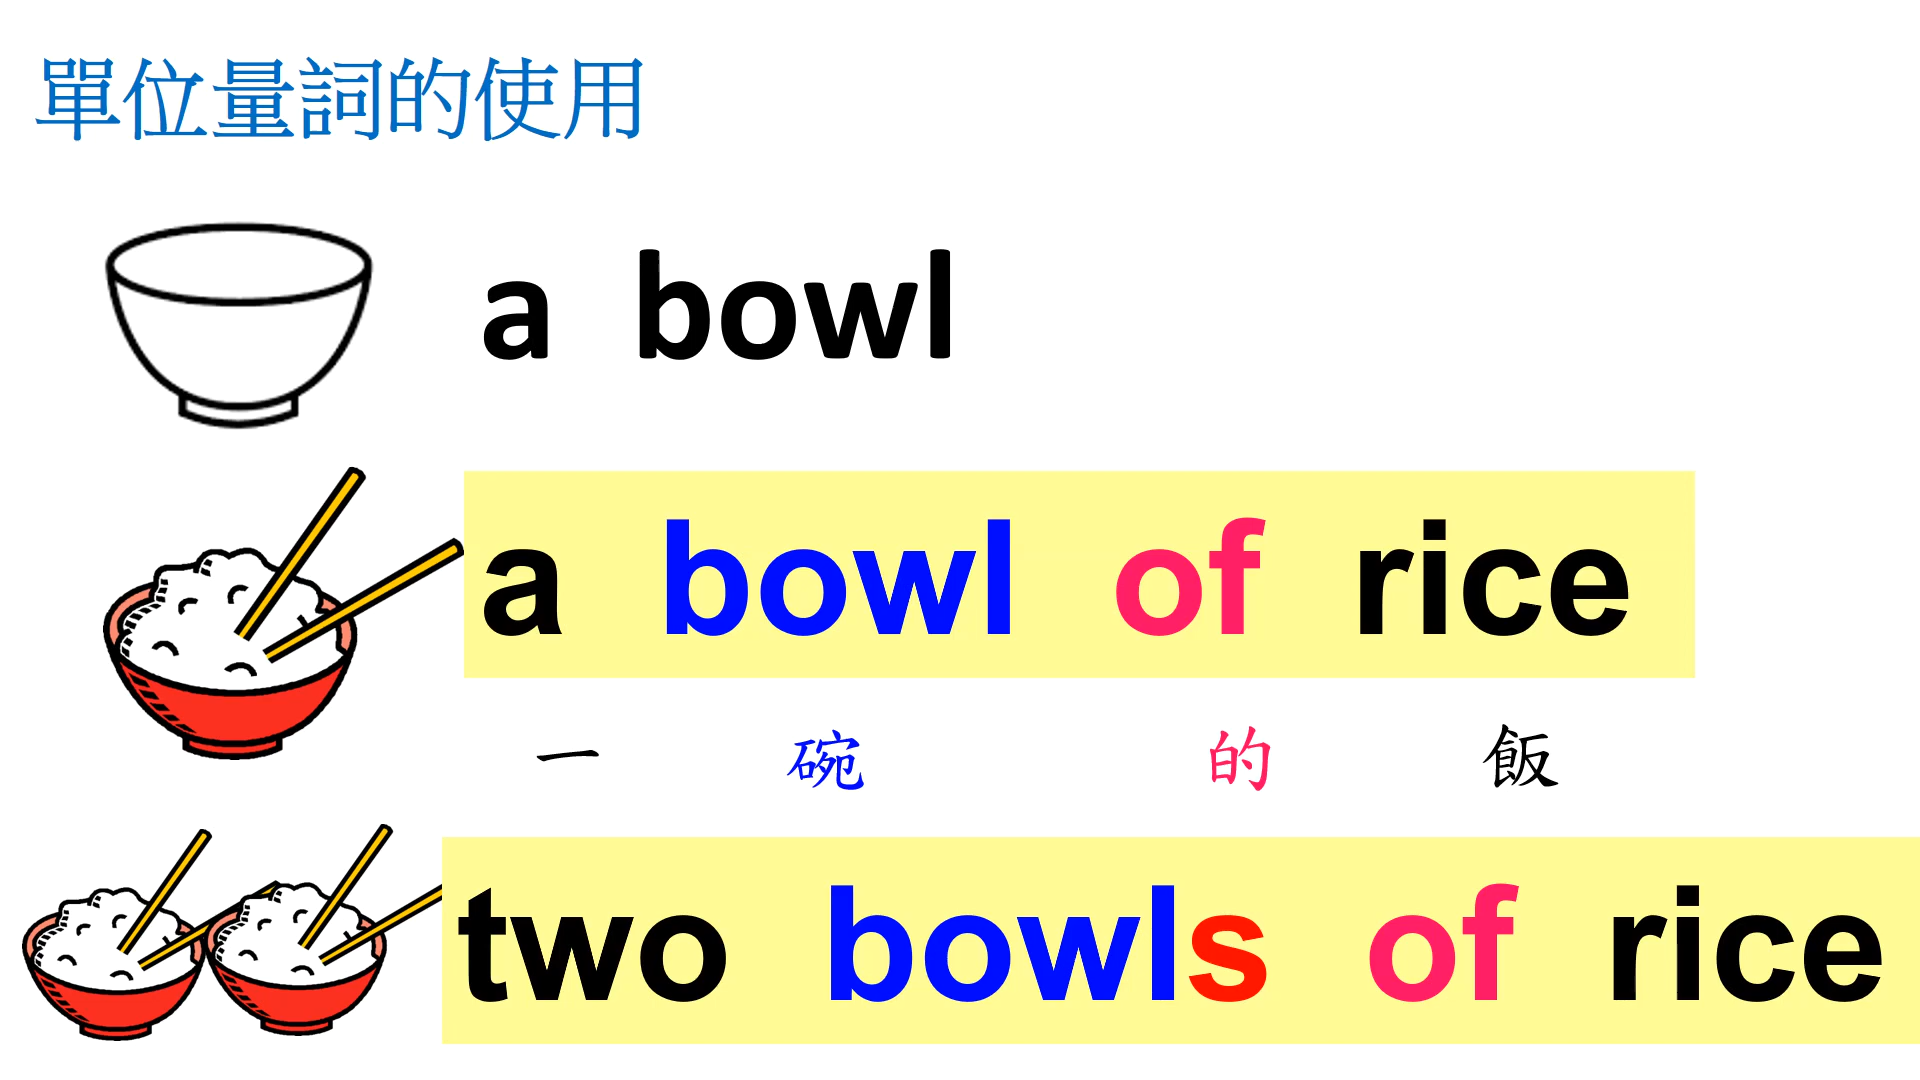 單位量詞的使用
a bowl
a bowl of rice
一 碗 的 飯
two bowls of rice